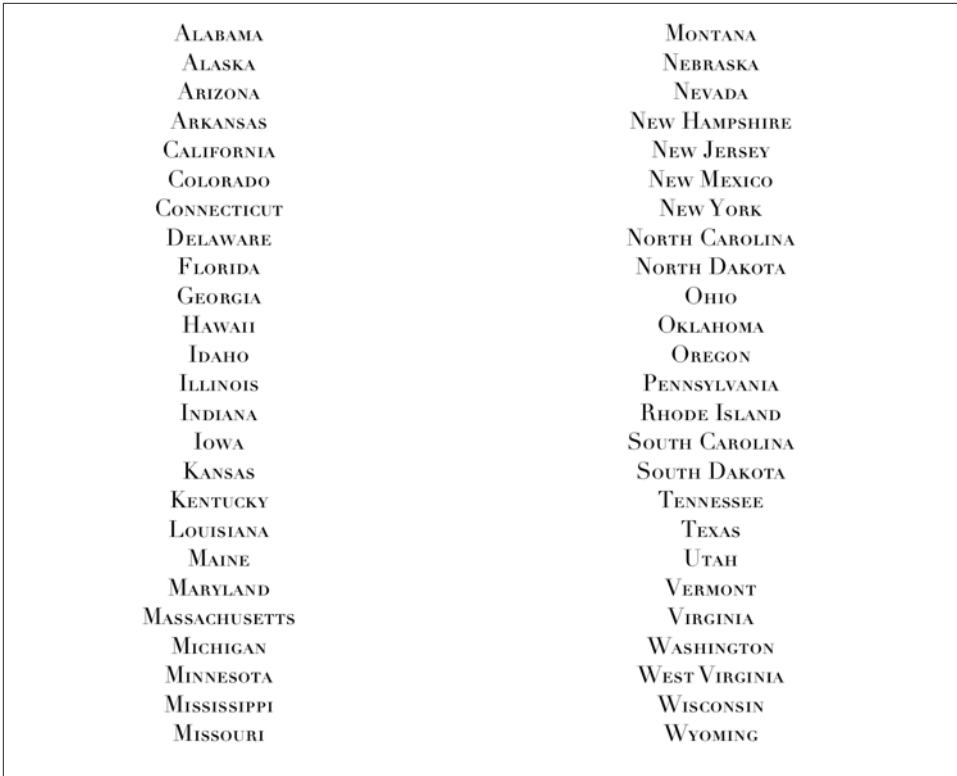 Alabama
Alaska
Arizona
Arkansas
California
Colorado
Connecticut
Delaware
Florida
Georgia
Hawaii
Idaho
Illinois
Indiana
Iowa
Kansas
Kentucky
Louisiana
Maine
Maryland
Massachusetts
Michigan
Minnesota
Mississippi
Missouri
Montana
Nebraska
Nevada
New Hampshire
New Jersey
New Mexico
New York
North Carolina
North Dakota
Ohio
Oklahoma
Oregon
Pennsylvania
Rhode Island
South Carolina
South Dakota
Tennessee
Texas
Utah
Vermont
Virginia
Washington
West Virginia
Wisconsin
Wyoming